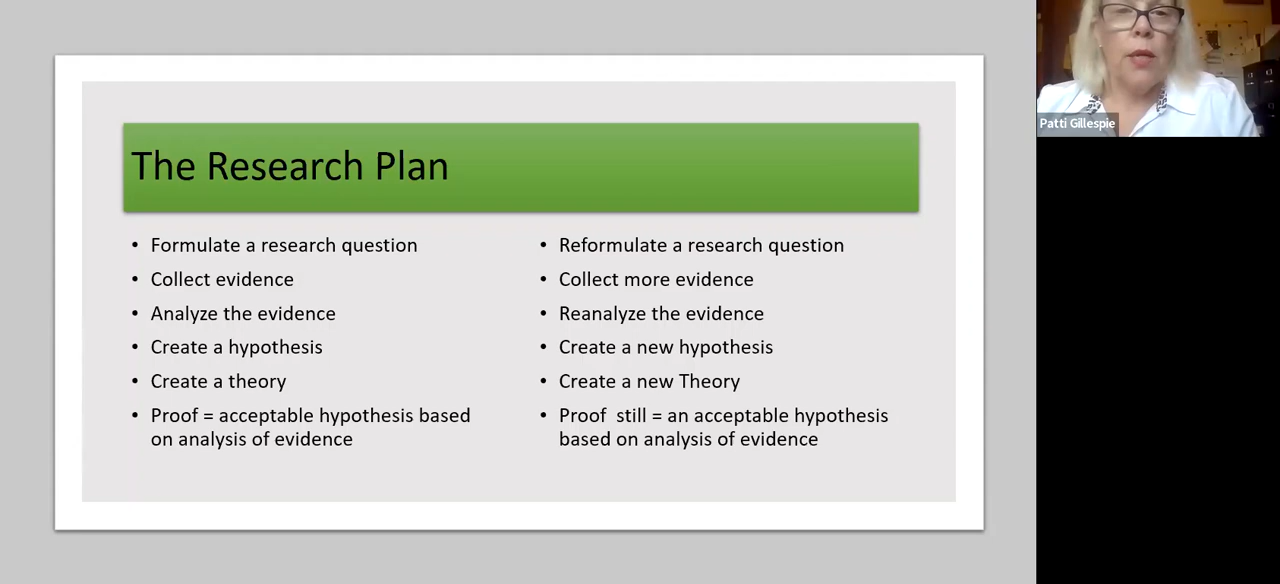 The Research Plan
• Formulate a research question
• Collect evidence
• Analyze the evidence
• Create a hypothesis
• Create a theory
• Proof = acceptable hypothesis based
on analysis of evidence
• Reformulate a research question
• Collect more evidence
• Reanalyze the evidence
• Create a new hypothesis
• Create a new Theory
• Proof  still = an acceptable hypothesis
based on analysis of evidence
Patti Gillespie